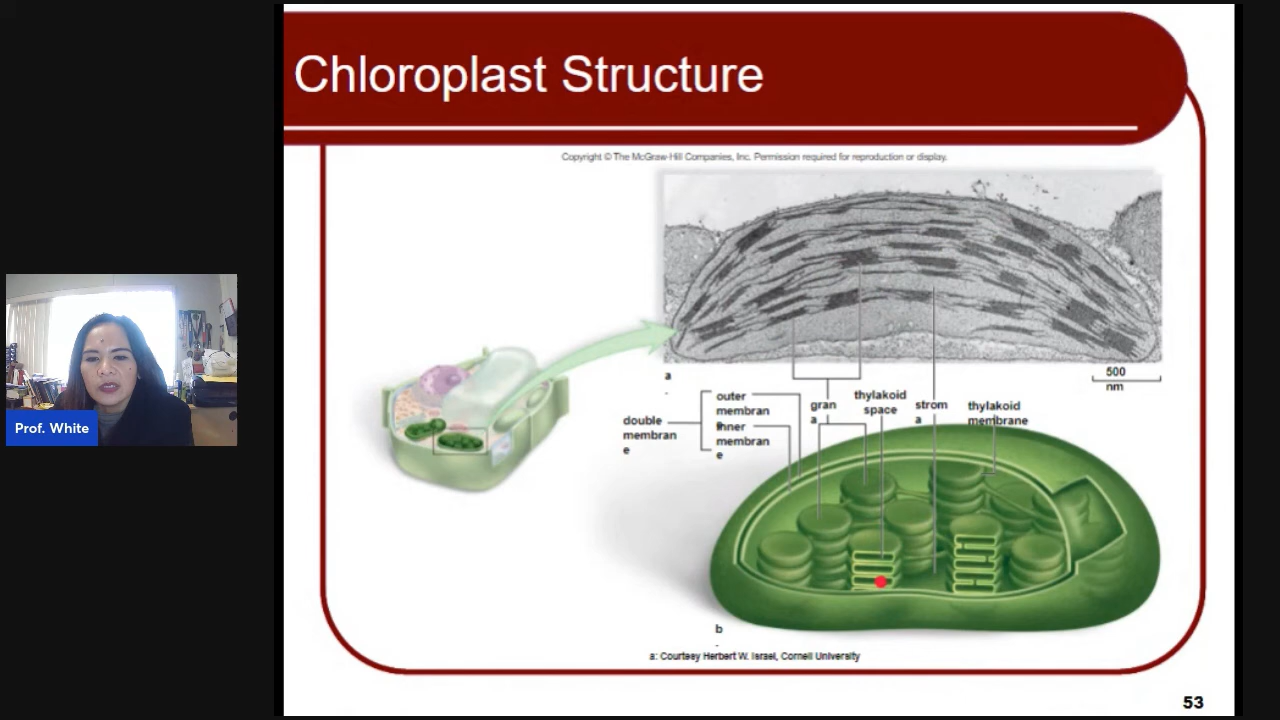 Chloroplast Structure
Copyright © The McGraw-Hill Companies, Inc. Permission required for reproduction or display.
a
.
500
nm
double
membran
e
outer
membran
e
inner
membran
e
gran
a
thylakoid
space
strom
a
thylakoid
membrane
Prof. White
b
.
a: Courtesy Herbert W. Israel, Cornell University
53